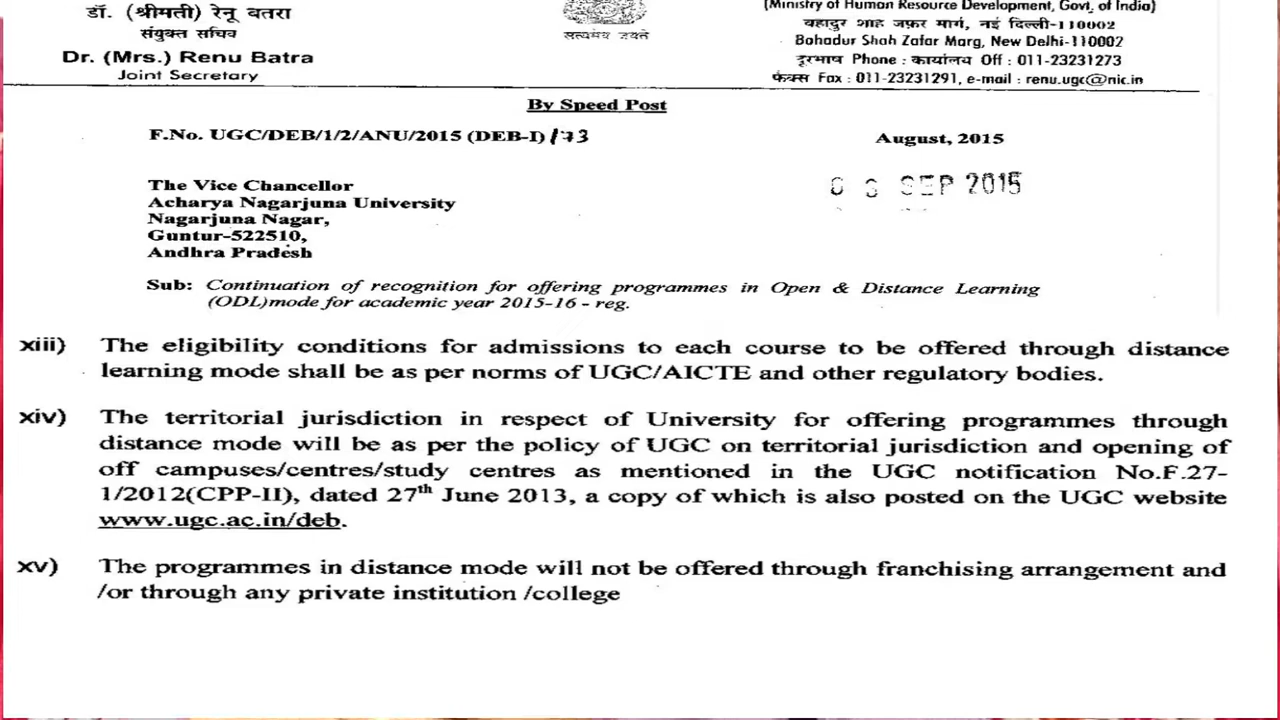 डॉ. (श्रीमती) रेनू बतरा
संयुक्त सचिव
Dr. (Mrs.) Renu Batra
Joint Secretary
सत्यमेव जयते
(Ministry of Human Resource Development, Govt. of India)
बहादुर शाह ज़फ़र मार्ग, नई दिल्ली-110002
Bahadur Shah Zafar Marg, New Delhi-110002
दूरभाष Phone : कार्यालय Off : 011-23231273
फैक्स Fax : 011-23231291, e-mail : renu.ugc@nic.in
By Speed Post
F.No. UGC/DEB/1/2/ANU/2015 (DEB-I)/73
August, 2015
SEP 2015
The Vice Chancellor
Acharya Nagarjuna University
Nagarjuna Nagar,
Guntur-522510,
Andhra Pradesh
Sub: Continuation of recognition for offering programmes in Open & Distance Learning
(ODL)mode for academic year 2015-16 - reg.
xiii) The eligibility conditions for admissions to each course to be offered through distance
learning mode shall be as per norms of UGC/AICTE and other regulatory bodies.
xiv) The territorial jurisdiction in respect of University for offering programmes through
distance mode will be as per the policy of UGC on territorial jurisdiction and opening of
off campuses/centres/study centres as mentioned in the UGC notification No.F.27-
1/2012(CPP-II), dated 27th June 2013, a copy of which is also posted on the UGC website
www.ugc.ac.in/deb.
xv) The programmes in distance mode will not be offered through franchising arrangement and
/or through any private institution /college